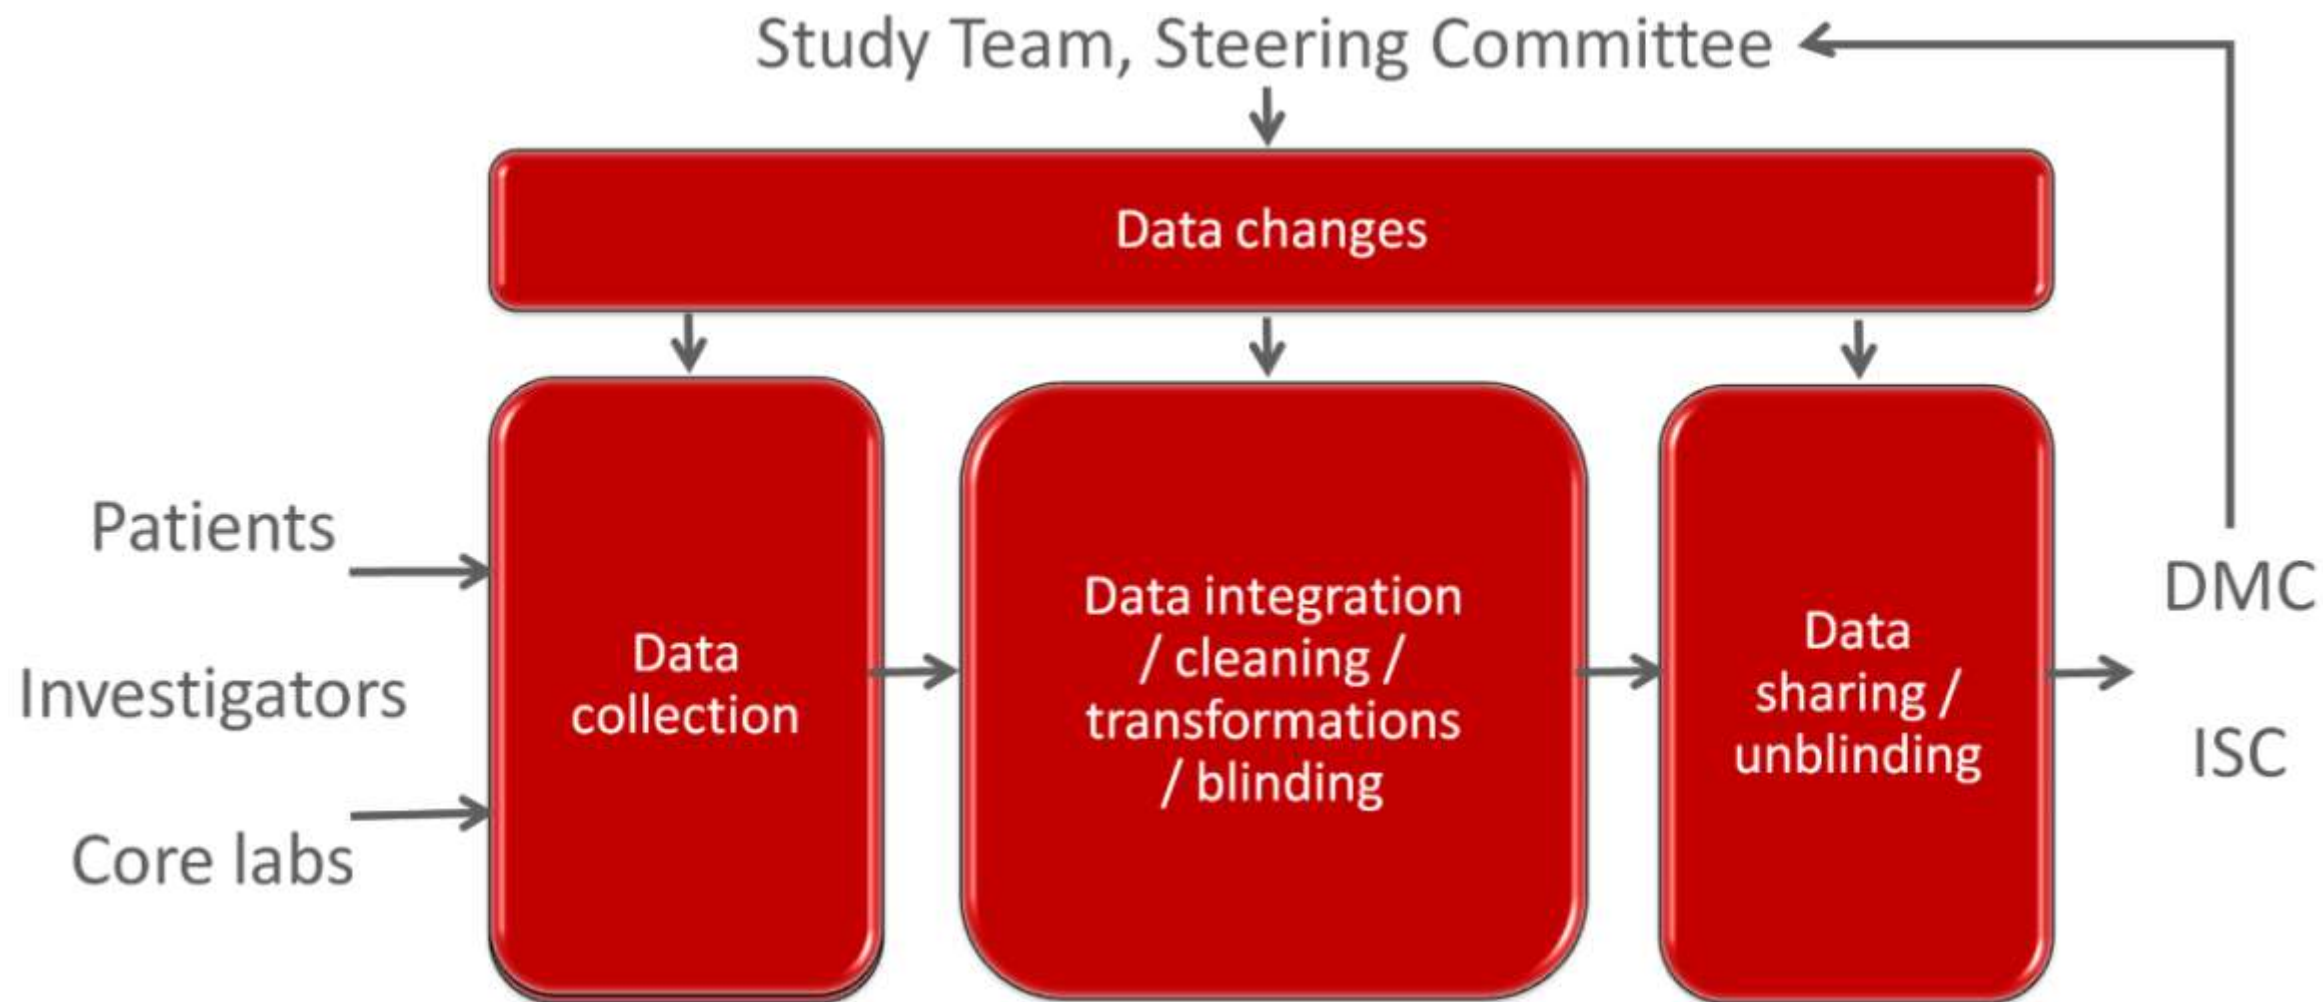 Study Team, Steering Committee
Data changes
Patients
Investigators
Core labs
Data
collection
Data integration
/ cleaning /
transformations
/ blinding
Data
sharing /
unblinding
DMC
ISC